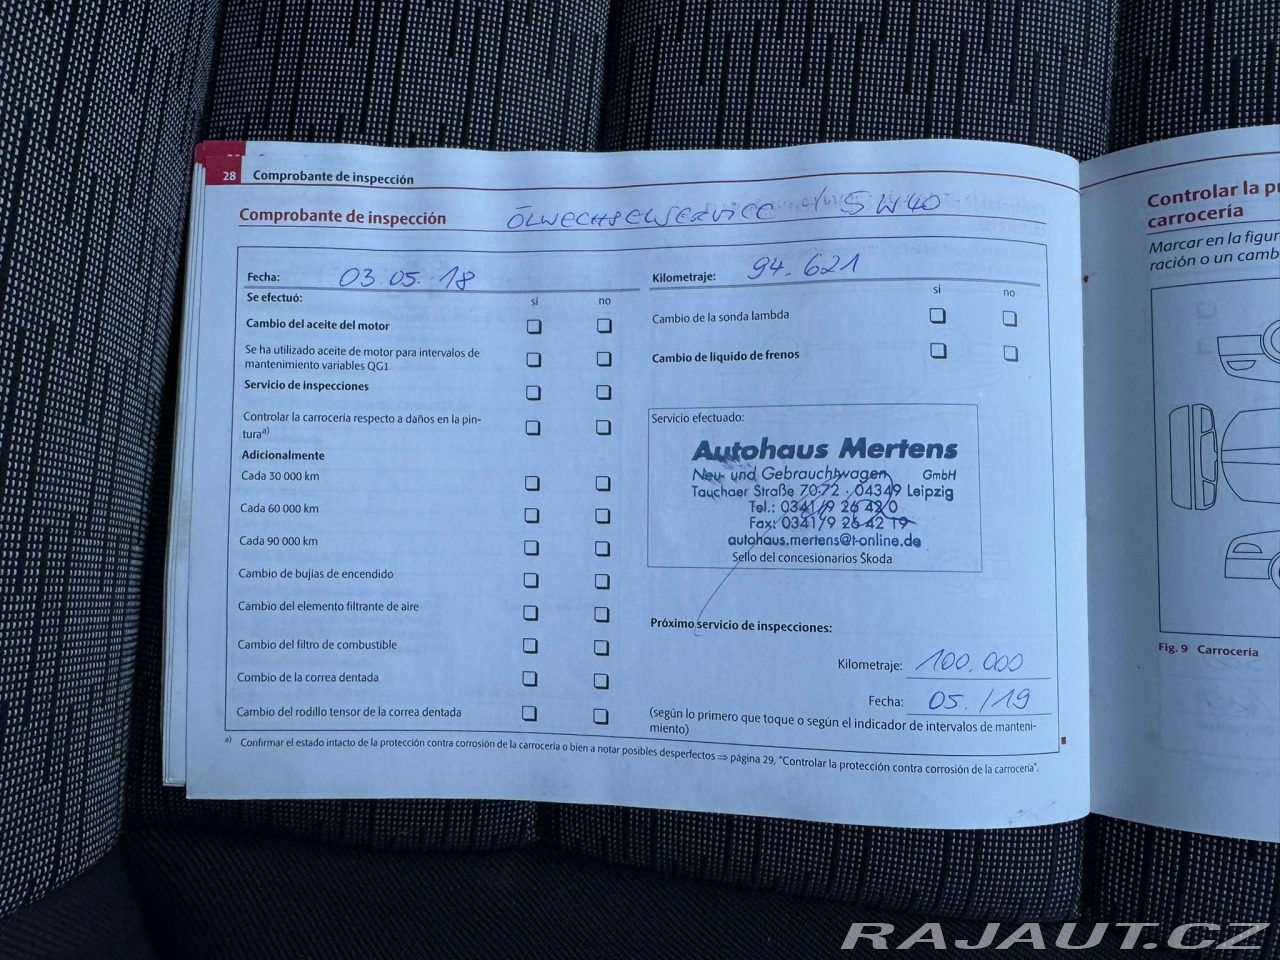 28 Comprobante de inspección
Comprobante de inspección ÖLWECHSELSERVICE 5W40
Fecha: 03.05.18
Se efectuó: sí no
Cambio del aceite del motor
Se ha utilizado aceite de motor para intervalos de
mantenimiento variables QG1
Servicio de inspecciones
Controlar la carrocería respecto a daños en la pin-
tura a)
Adicionalmente
Cada 30 000 km
Cada 60 000 km
Cada 90 000 km
Cambio de bujías de encendido
Cambio del elemento filtrante de aire
Cambio del filtro de combustible
Combio de la correa dentada
Cambio del rodillo tensor de la correa dentada
Kilometraje: 94.621
sí no
Cambio de la sonda lambda
Cambio de líquido de frenos
Servicio efectuado:
Autohaus Mertens
Neu- und Gebrauchtwagen GmbH
Tauchaer Straße 70-72 · 04349 Leipzig
Tel.: 0341/9 26 42 0
Fax: 0341/9 26 42 19
autohaus.mertens@t-online.de
Sello del concesionarios Škoda
Próximo servicio de inspecciones:
Kilometraje: 100.000
Fecha: 05./19
(según lo primero que toque o según el indicador de intervalos de manteni-
miento)
a) Confirmar el estado intacto de la protección contra corrosión de la carrocería o bien a notar posibles desperfectos ⇒ página 29, "Controlar la protección contra corrosión de la carrocería".
Controlar la
carrocería
Marcar en la
ración o un
Fig. 9 Carrocería
RAJAUT.CZ